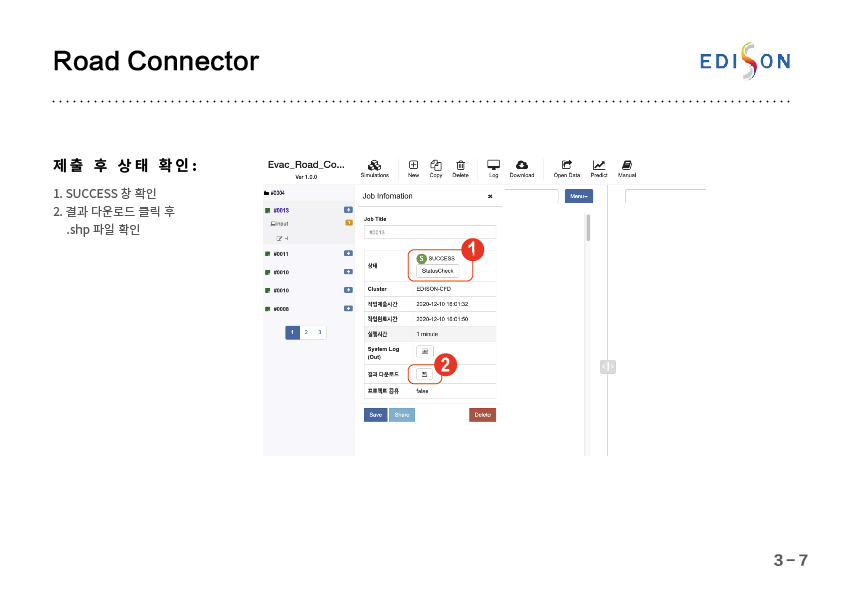 Road Connector
EDISON
제출 후 상태 확인:
1. SUCCESS 창 확인
2. 결과 다운로드 클릭 후
.shp 파일 확인
Evac_Road_Co...
Ver 1.0.0
Simulations
New
Copy
Delete
Log
Download
Open Data
Predict
Manual
#0004
Job Infomation
×
Menu
#0013
input
Job Title
#0013
#0011
#0010
#0010
#0008
1 2 3
상태
S SUCCESS
StatusCheck
1
Cluster
EDISON-CFD
작업제출시간
2020-12-10 16:01:32
작업완료시간
2020-12-10 16:01:50
실행시간
1 minute
System Log
(Out)
결과 다운로드
2
프로젝트 공유
false
Save
Share
Delete
3-7